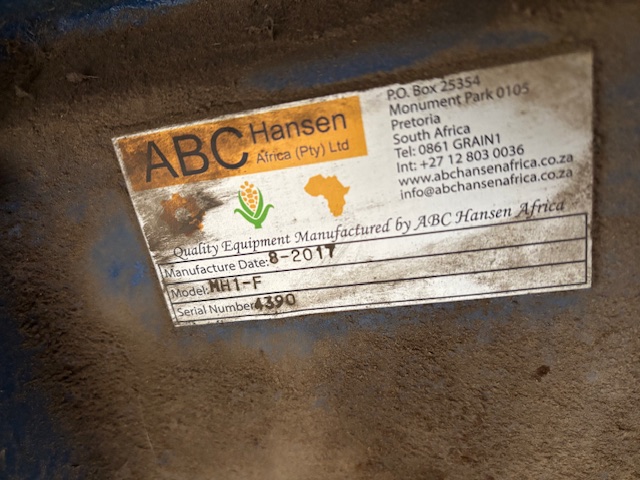 ABC Hansen
Africa (Pty) Ltd
P.O. Box 25354
Monument Park 0105
Pretoria
South Africa
Tel: 0861 GRAIN1
Int: +27 12 803 0036
www.abchansenafrica.co.za
info@abchansenafrica.co.za
Quality Equipment Manufactured by ABC Hansen Africa
Manufacture Date: 8-2017
Model: MH1-F
Serial Number 4390